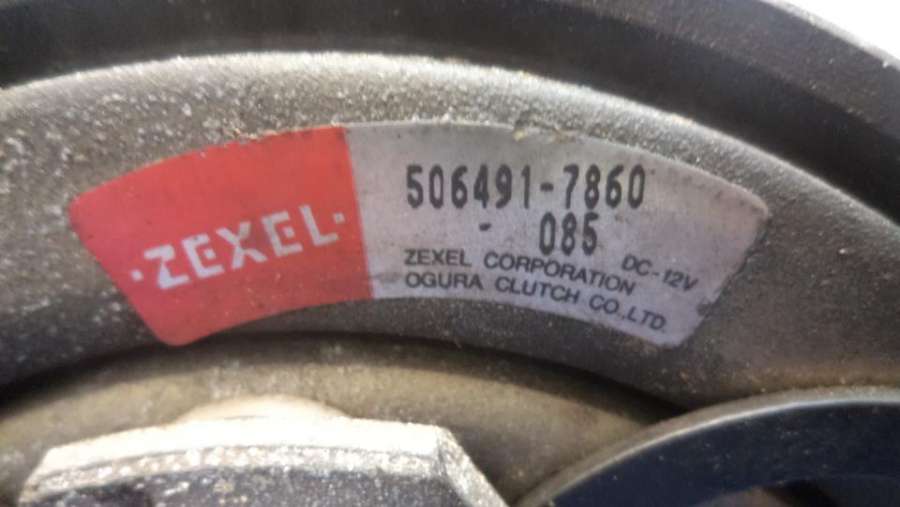 ·ZEXEL·
506491-7860
- 085
DC-12V
ZEXEL CORPORATION
OGURA CLUTCH CO.,LTD.